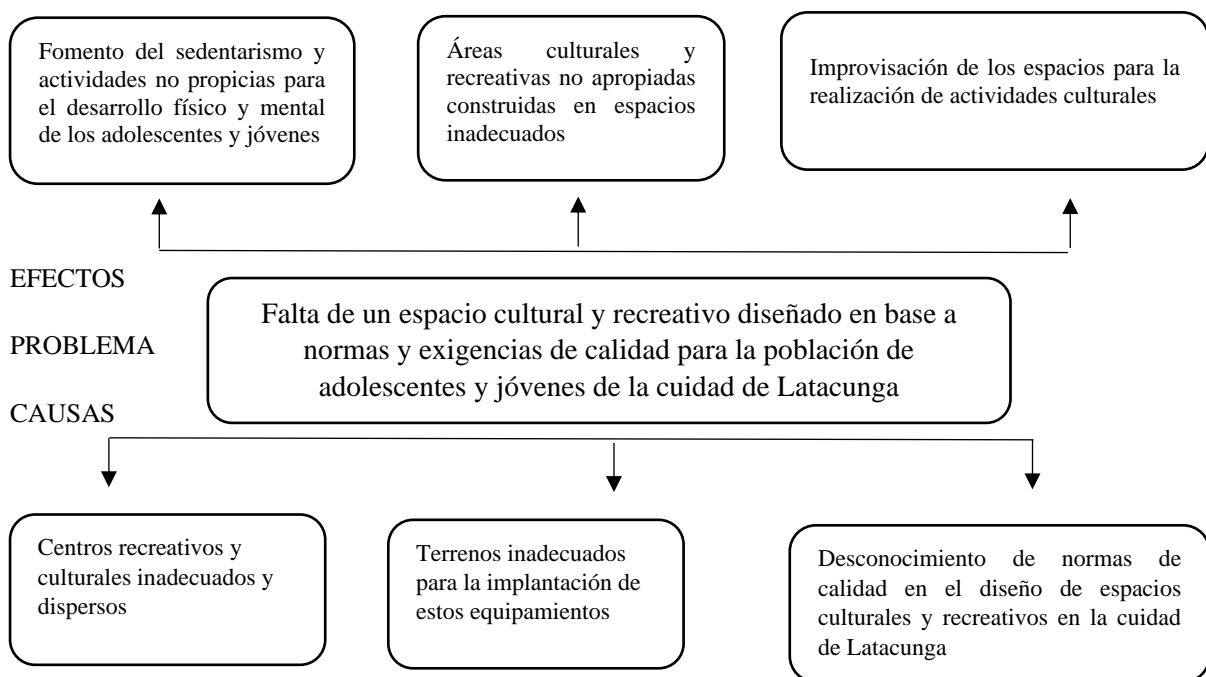 Fomento del sedentarismo y
actividades no propicias para
el desarrollo físico y mental
de los adolescentes y jóvenes
Áreas culturales y
recreativas no apropiadas
construidas en espacios
inadecuados
Improvisación de los espacios para la
realización de actividades culturales
EFECTOS
PROBLEMA
CAUSAS
Falta de un espacio cultural y recreativo diseñado en base a
normas y exigencias de calidad para la población de
adolescentes y jóvenes de la cuidad de Latacunga
Centros recreativos y
culturales inadecuados y
dispersos
Terrenos inadecuados
para la implantación de
estos equipamientos
Desconocimiento de normas de
calidad en el diseño de espacios
culturales y recreativos en la cuidad
de Latacunga